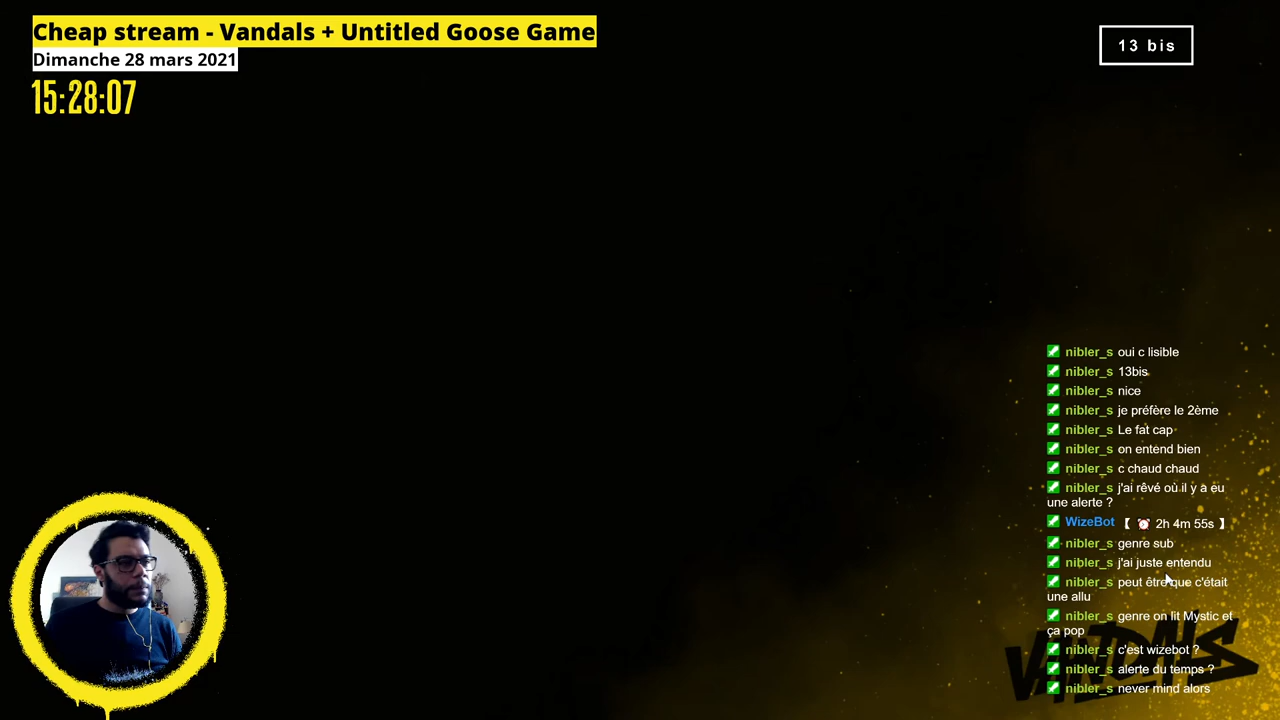 Cheap stream - Vandals + Untitled Goose Game
Dimanche 28 mars 2021
15:28:07
13 bis
nibler_s oui c lisible
nibler_s 13bis
nibler_s nice
nibler_s je préfère le 2ème
nibler_s Le fat cap
nibler_s on entend bien
nibler_s c chaud chaud
nibler_s j'ai rêvé où il y a eu
une alerte ?
WizeBot 【 ⏰ 2h 4m 55s 】
nibler_s genre sub
nibler_s j'ai juste entendu
nibler_s peut être que c'était
une allu
nibler_s genre on lit Mystic et
ça pop
nibler_s c'est wizebot ?
nibler_s alerte du temps ?
nibler_s never mind alors
VANDALS